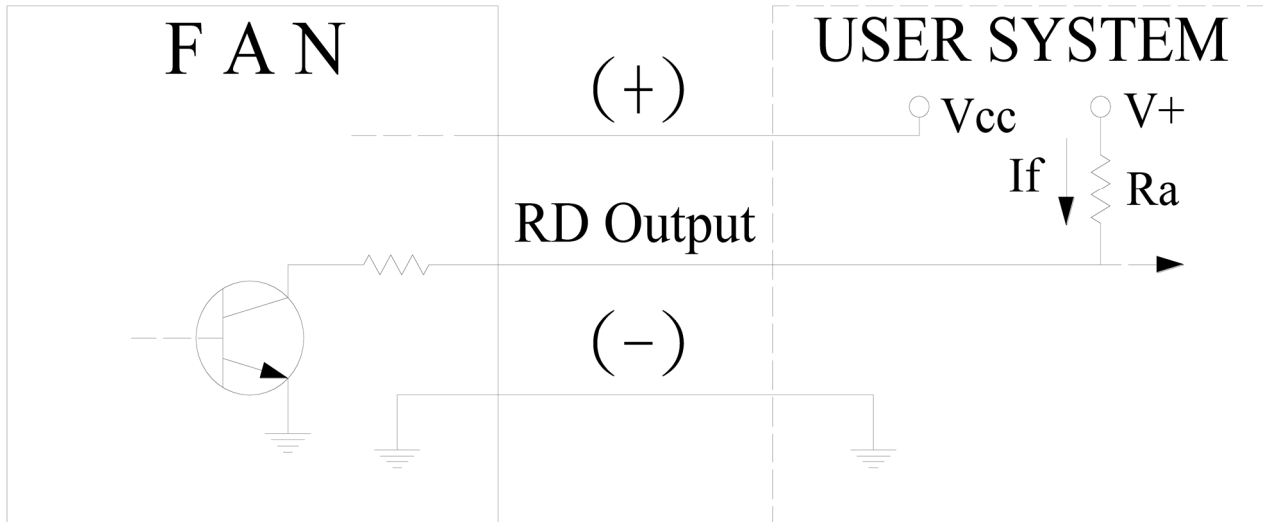 F A N
USER SYSTEM
(+)
Vcc
V+
If
Ra
RD Output
(-)